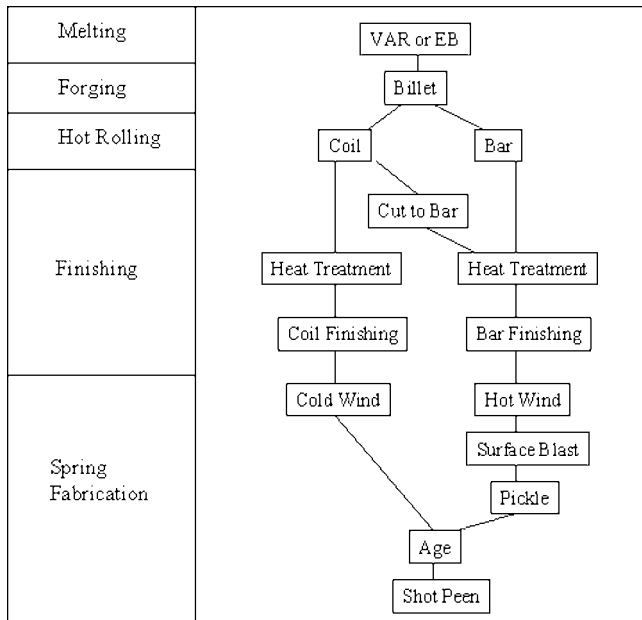 Melting
VAR or EB
Forging
Billet
Hot Rolling
Coil
Bar
Cut to Bar
Finishing
Heat Treatment
Heat Treatment
Coil Finishing
Bar Finishing
Cold Wind
Hot Wind
Surface Blast
Spring
Fabrication
Pickle
Age
Shot Peen